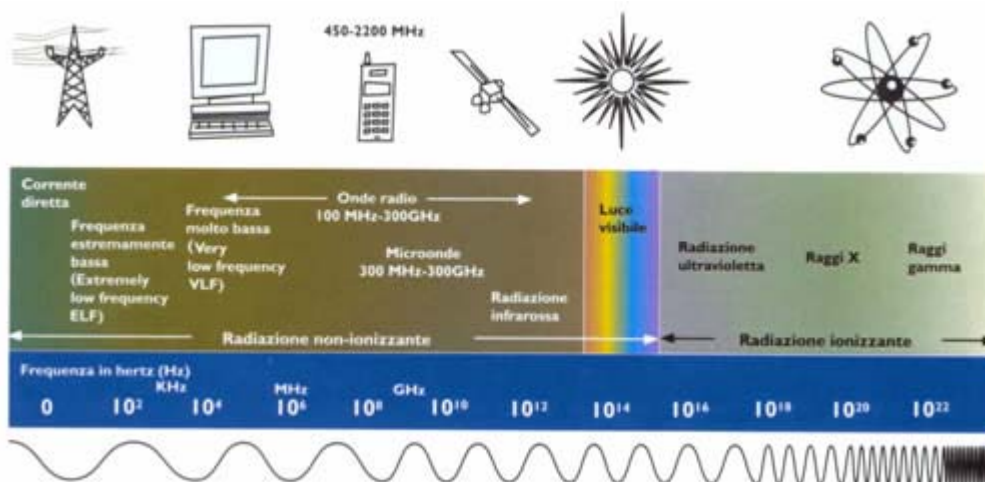 450-2200 MHz
Corrente
diretta
Frequenza
estremamente
bassa
(Extremely
low frequency
ELF)
Frequenza
molto bassa
(Very
low frequency
VLF)
Onde radio
100 MHz-300GHz
Microonde
300 MHz-300GHz
Radiazione
infrarossa
Luce
visibile
Radiazione
ultravioletta
Raggi X
Raggi
gamma
Radiazione non-ionizzante
Radiazione ionizzante
Frequenza in hertz (Hz)
KHz MHz GHz
0 10² 10⁴ 10⁶ 10⁸ 10¹⁰ 10¹² 10¹⁴ 10¹⁶ 10¹⁸ 10²⁰ 10²²